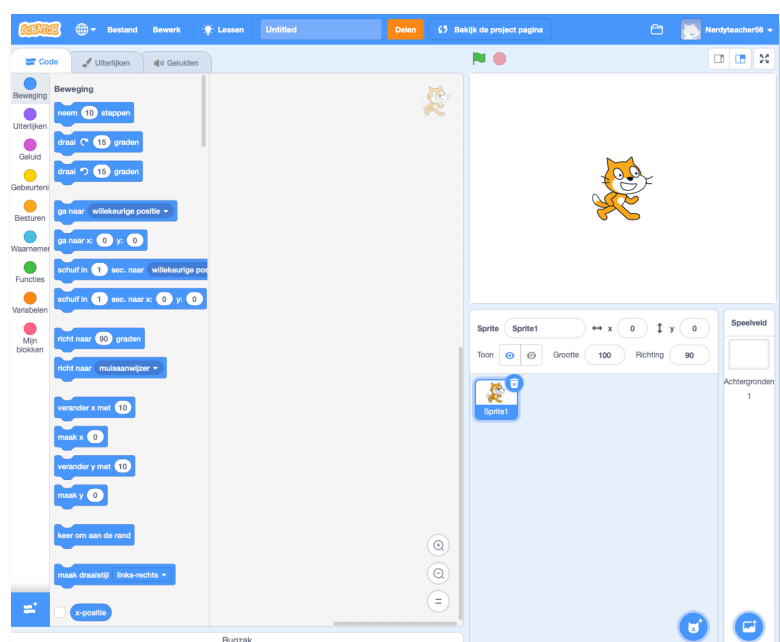 SCRATCH Bestand Bewerk Lessen Untitled Delen Bekijk de project pagina Nerdyteacher56
Code Uiterlijken Geluiden
Beweging
Uiterlijken
Geluid
Gebeurteni
Besturen
Waarnemen
Functies
Variabelen
Mijn
blokken
Beweging
neem 10 stappen
draai 15 graden
draai 15 graden
ga naar willekeurige positie
ga naar x: 0 y: 0
schuif in 1 sec. naar willekeurige pos
schuif in 1 sec. naar x: 0 y: 0
richt naar 90 graden
richt naar muisaanwijzer
verander x met 10
maak x 0
verander y met 10
maak y 0
keer om aan de rand
maak draaistijl links-rechts
x-positie
Rugzak
Sprite Sprite1 x 0 y 0
Toon Grootte 100 Richting 90
Sprite1
Speelveld
Achtergronden
1